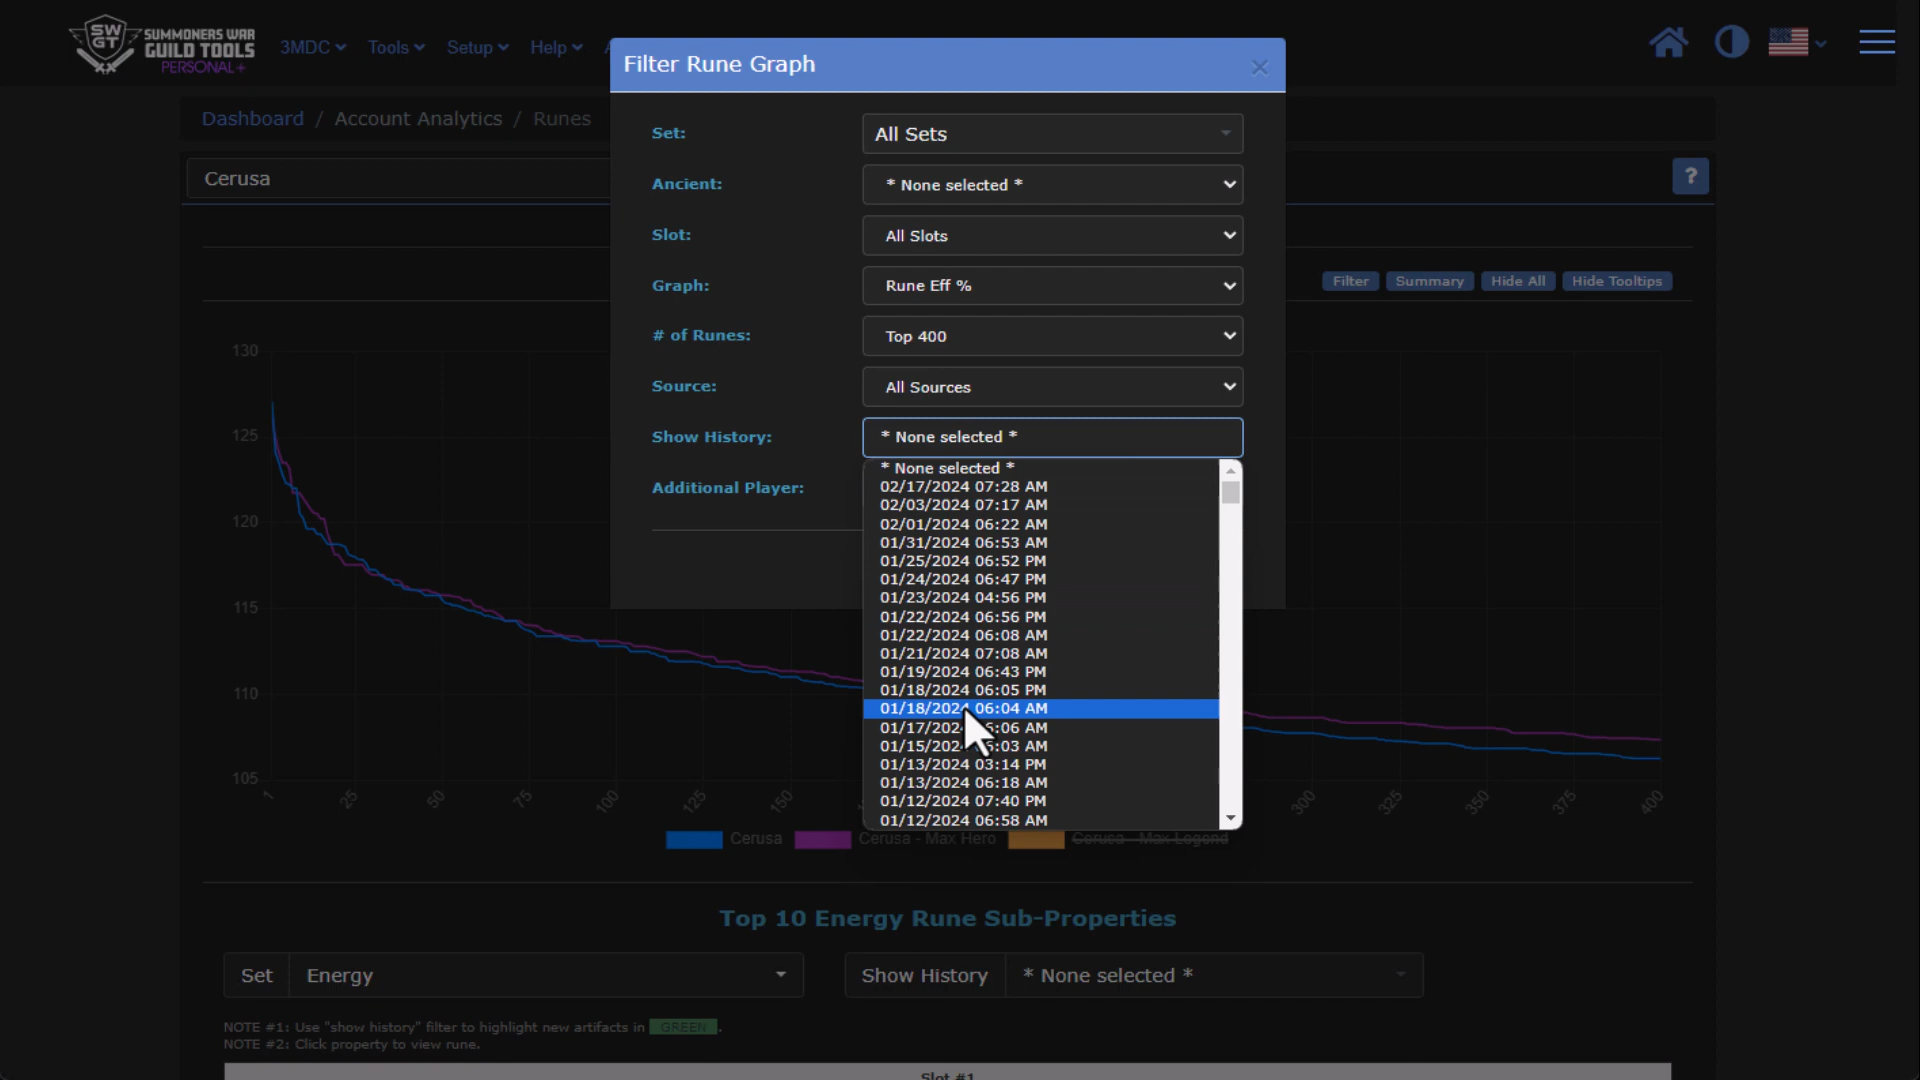 SW
GT
SUMMONERS WAR
GUILD TOOLS
PERSONAL+
3MDC Tools Setup Help
Filter Rune Graph
×
Dashboard / Account Analytics / Runes
Cerusa
?
Set: All Sets
Ancient: * None selected *
Slot: All Slots
Graph: Rune Eff %
# of Runes: Top 400
Source: All Sources
Show History: * None selected *
Additional Player:
Filter Summary Hide All Hide Tooltips
* None selected *
02/17/2024 07:28 AM
02/03/2024 07:17 AM
02/01/2024 06:22 AM
01/31/2024 06:53 AM
01/25/2024 06:52 PM
01/24/2024 06:47 PM
01/23/2024 04:56 PM
01/22/2024 06:56 PM
01/22/2024 06:08 AM
01/21/2024 07:08 AM
01/19/2024 06:43 PM
01/18/2024 06:05 PM
01/18/2024 06:04 AM
AM
AM
01/13/2024 03:14 PM
01/13/2024 06:18 AM
01/12/2024 07:40 PM
01/12/2024 06:58 AM
130
125
120
115
110
105
1 25 50 75 100 125 150 300 325 350 375 400
Cerusa Cerusa - Max Hero Cerusa - Max Legend
Top 10 Energy Rune Sub-Properties
Set Energy Show History * None selected *
NOTE #1: Use "show history" filter to highlight new artifacts in GREEN.
NOTE #2: Click property to view rune.
Slot #1